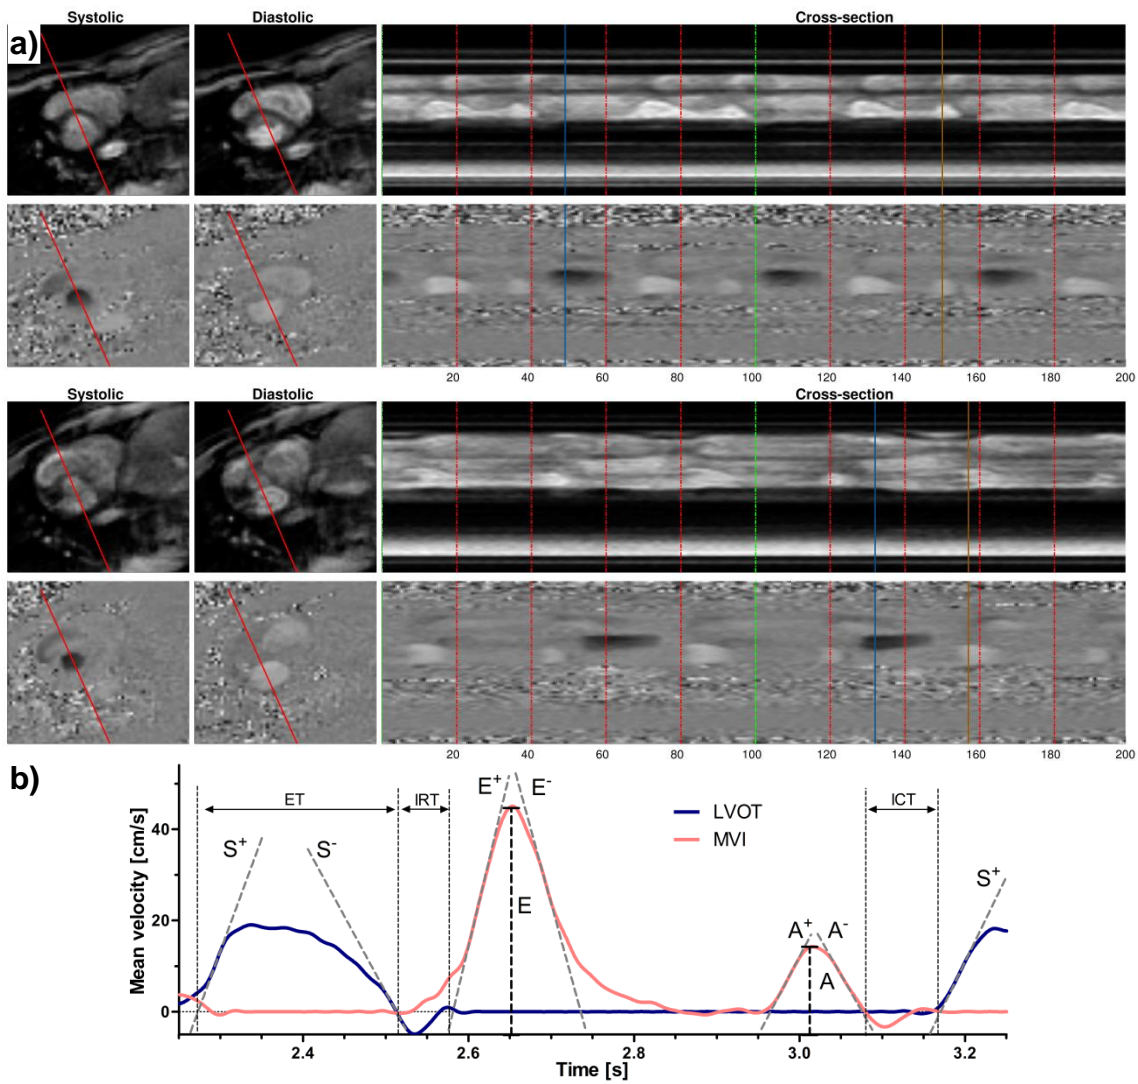 a)
Systolic Diastolic Cross-section
20 40 60 80 100 120 140 160 180 200
Systolic Diastolic Cross-section
20 40 60 80 100 120 140 160 180 200
b)
ET IRT E+ E- ICT
LVOT
MVI
S+ S- S+
E A+ A- A
Mean velocity [cm/s]
40
20
0
2.4 2.6 2.8 3.0 3.2
Time [s]